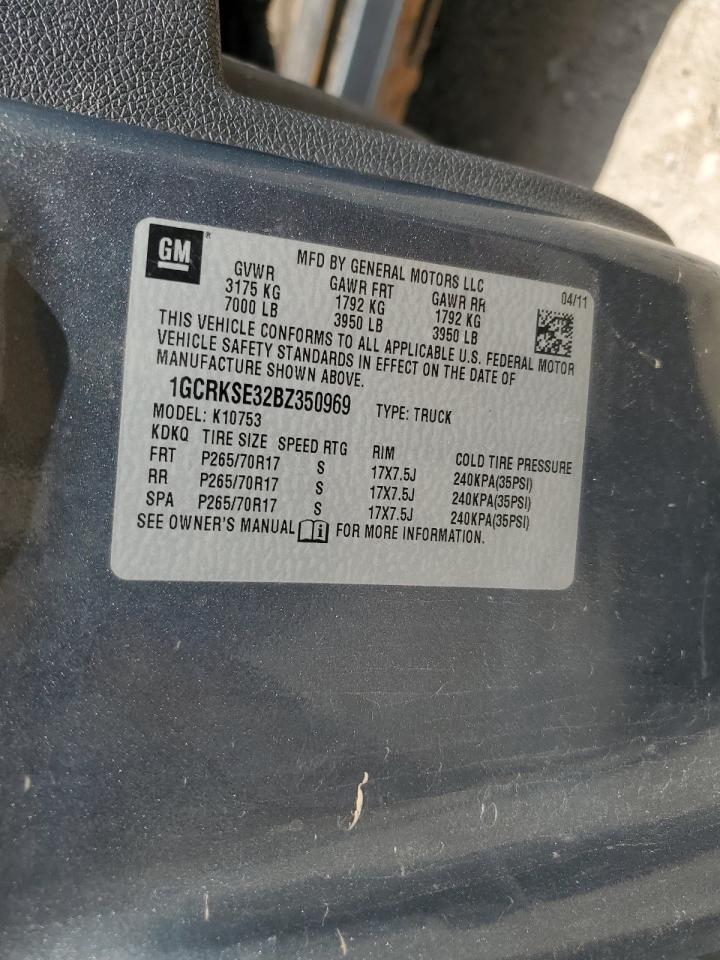 GM ®
MFD BY GENERAL MOTORS LLC
04/11
GVWR GAWR FRT GAWR RR
3175 KG 1792 KG 1792 KG
7000 LB 3950 LB 3950 LB
THIS VEHICLE CONFORMS TO ALL APPLICABLE U.S. FEDERAL MOTOR
VEHICLE SAFETY STANDARDS IN EFFECT ON THE DATE OF
MANUFACTURE SHOWN ABOVE.
1GCRKSE32BZ350969
MODEL: K10753 TYPE: TRUCK
KDKQ TIRE SIZE SPEED RTG RIM COLD TIRE PRESSURE
FRT P265/70R17 S 17X7.5J 240KPA(35PSI)
RR P265/70R17 S 17X7.5J 240KPA(35PSI)
SPA P265/70R17 S 17X7.5J 240KPA(35PSI)
SEE OWNER'S MANUAL FOR MORE INFORMATION.